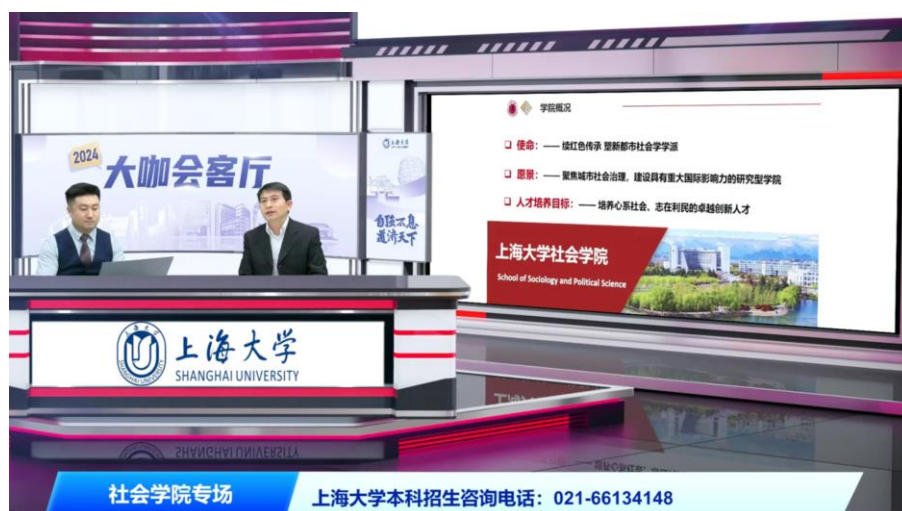 学院概况
使命：—— 续红色传承 塑新都市社会学学派
愿景：—— 聚焦城市社会治理，建设具有重大国际影响力的研究型学院
人才培养目标：—— 培养心系社会、志在利民的卓越创新人才
上海大学社会学院
School of Sociology and Political Science
2024
大咖会客厅
上海大学
自强不息
道济天下
上海大学
SHANGHAI UNIVERSITY
SHANGHAI UNIVERSITY
社会学院专场
上海大学本科招生咨询电话：021-66134148